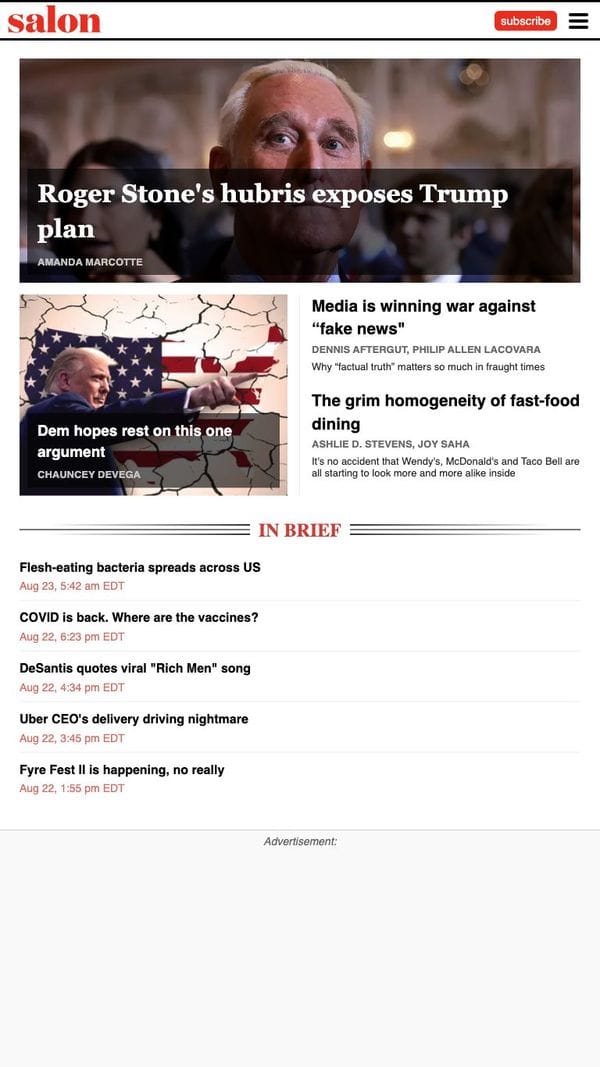 salon
subscribe
Roger Stone's hubris exposes Trump
plan
AMANDA MARCOTTE
Dem hopes rest on this one
argument
CHAUNCEY DEVEGA
Media is winning war against
“fake news"
DENNIS AFTERGUT, PHILIP ALLEN LACOVARA
Why “factual truth” matters so much in fraught times
The grim homogeneity of fast-food
dining
ASHLIE D. STEVENS, JOY SAHA
It's no accident that Wendy's, McDonald's and Taco Bell are
all starting to look more and more alike inside
IN BRIEF
Flesh-eating bacteria spreads across US
Aug 23, 5:42 am EDT
COVID is back. Where are the vaccines?
Aug 22, 6:23 pm EDT
DeSantis quotes viral "Rich Men" song
Aug 22, 4:34 pm EDT
Uber CEO's delivery driving nightmare
Aug 22, 3:45 pm EDT
Fyre Fest II is happening, no really
Aug 22, 1:55 pm EDT
Advertisement: